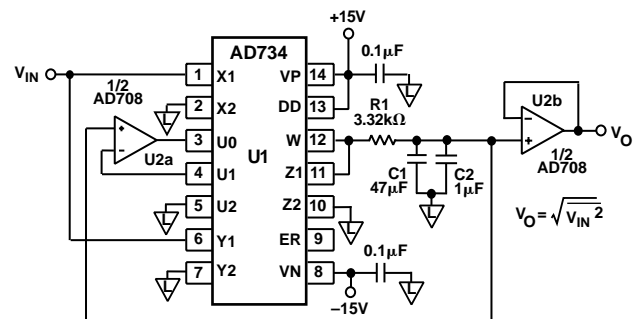 +15V
AD734
0.1µF
VIN
1 X1
VP 14
L
1/2
AD708
2 X2
DD 13
R1
3.32kΩ
U2b
L
+
–
3 U0
W 12
–
+
VO
U2a
4 U1
U1
Z1 11
C1
47µF
C2
1µF
1/2
AD708
5 U2
Z2 10
L
L
L
VO = √VIN 2
6 Y1
ER 9
0.1µF
7 Y2
VN 8
L
L
–15V